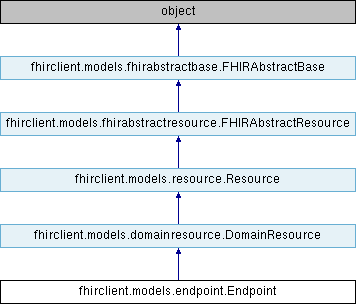 object
fhirclient.models.fhirabstractbase.FHIRAbstractBase
fhirclient.models.fhirabstractresource.FHIRAbstractResource
fhirclient.models.resource.Resource
fhirclient.models.domainresource.DomainResource
fhirclient.models.endpoint.Endpoint